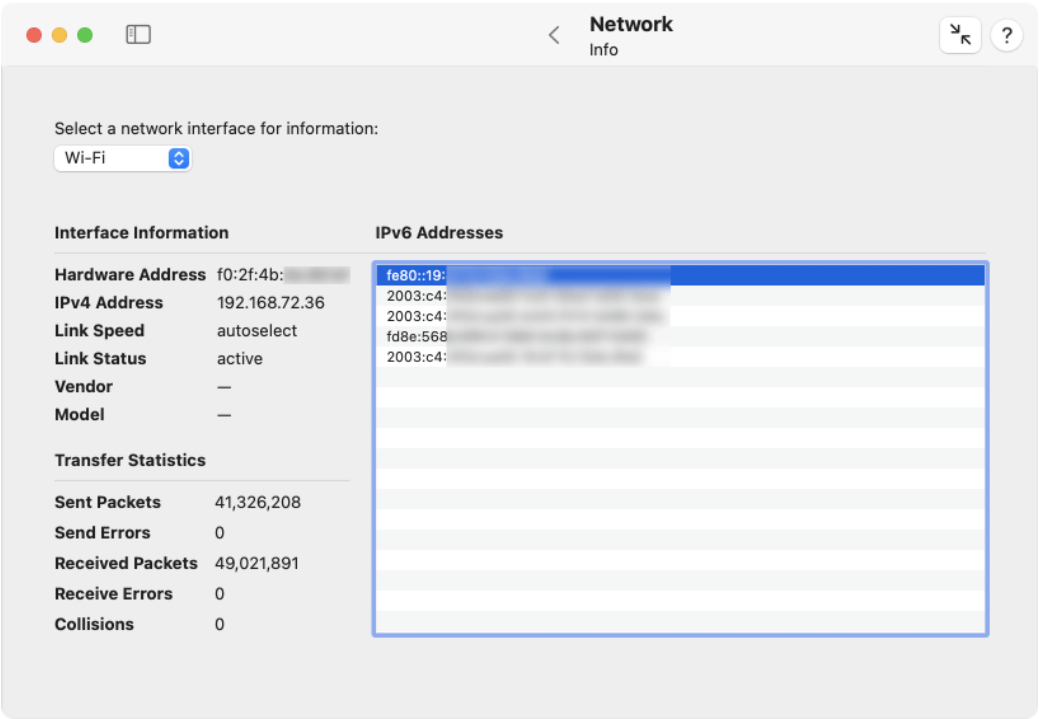 Network
Info
?
Select a network interface for information:
Wi-Fi
Interface Information
Hardware Address f0:2f:4b:
IPv4 Address 192.168.72.36
Link Speed autoselect
Link Status active
Vendor —
Model —
Transfer Statistics
Sent Packets 41,326,208
Send Errors 0
Received Packets 49,021,891
Receive Errors 0
Collisions 0
IPv6 Addresses
fe80::19:
2003:c4:
2003:c4:
fd8e:568
2003:c4: